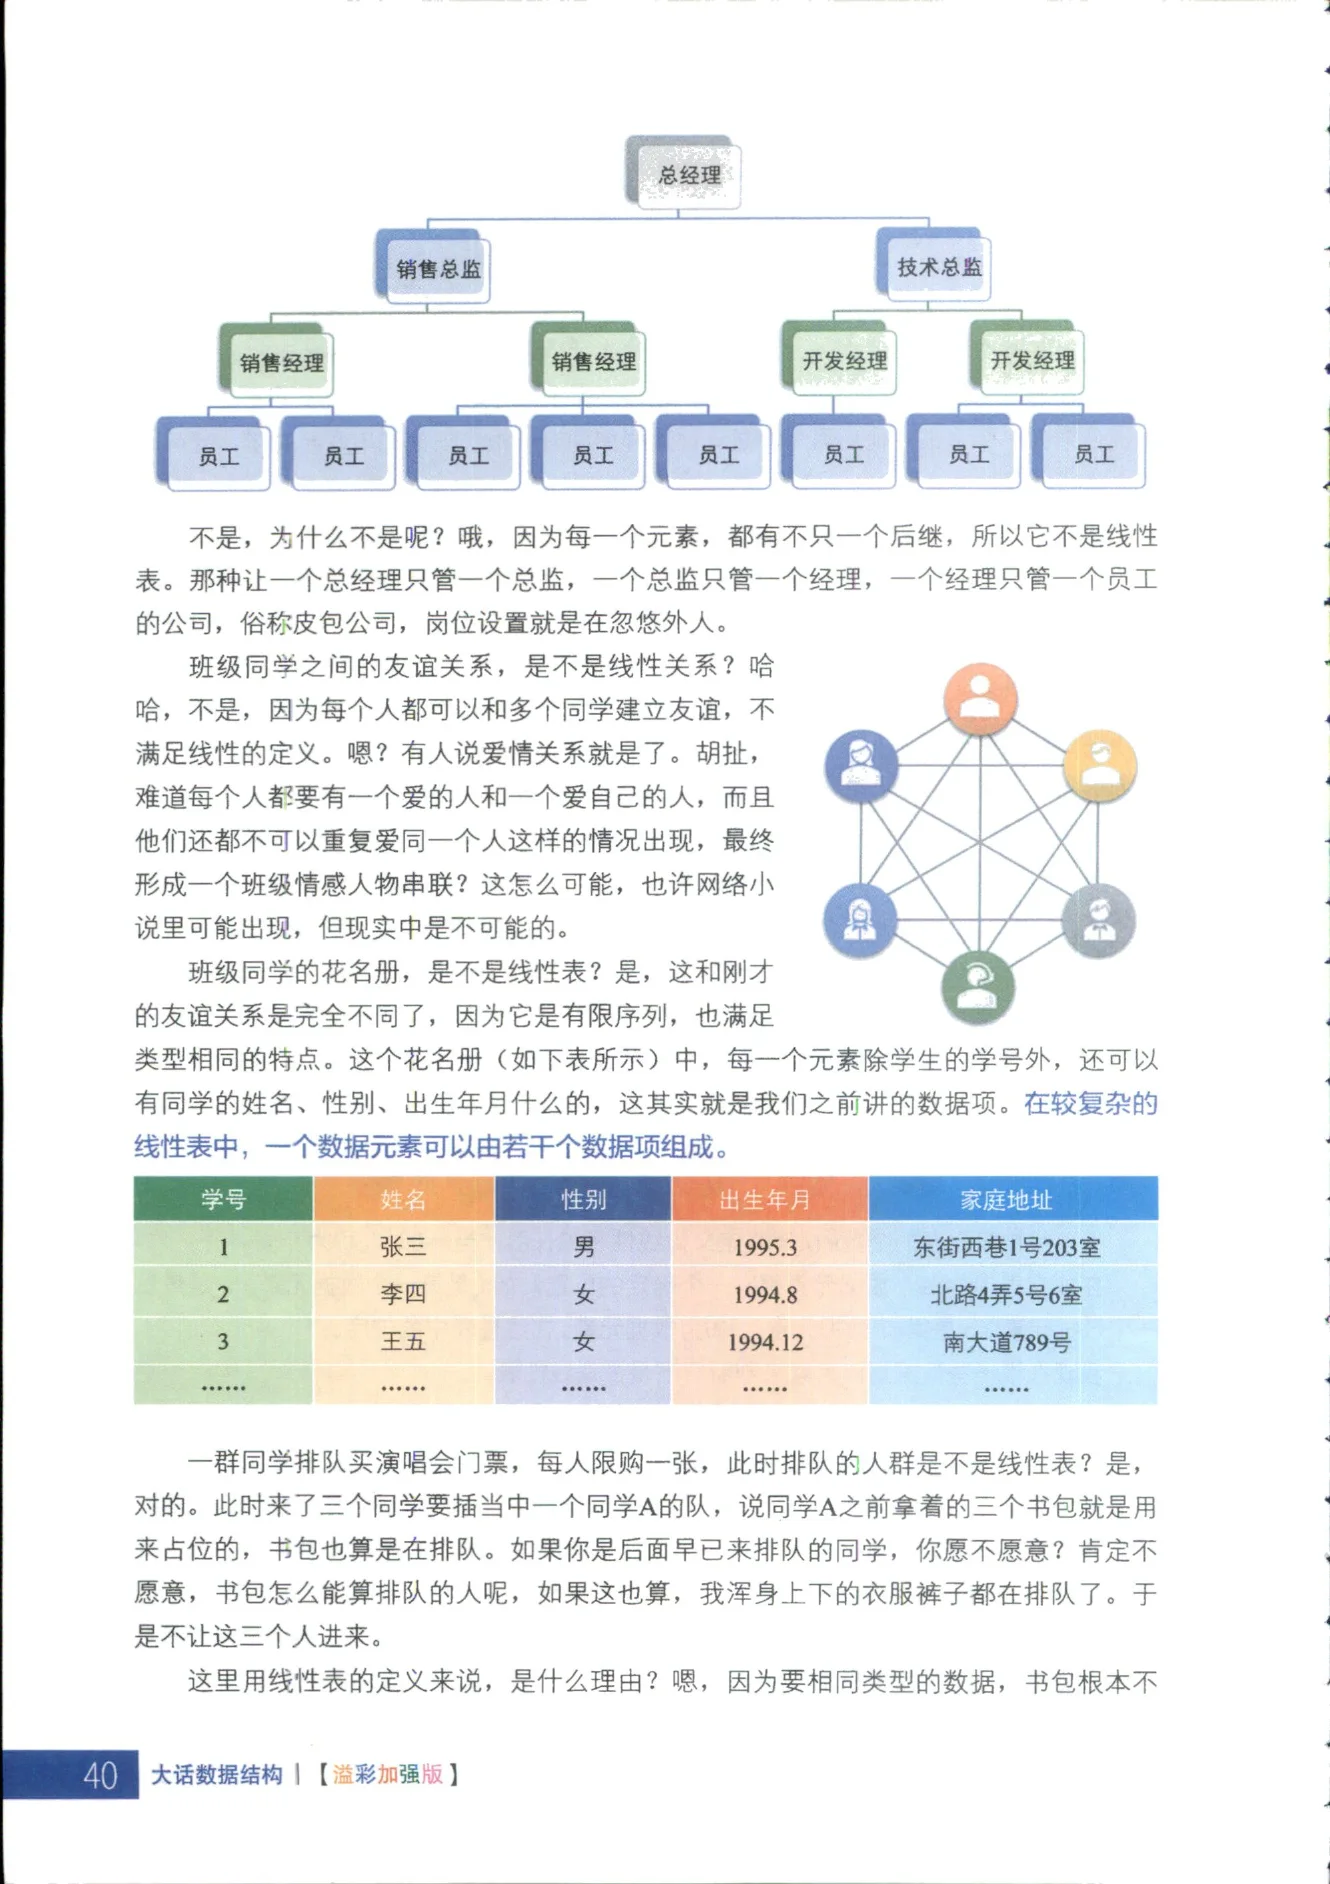 总经理
销售总监
技术总监
销售经理
销售经理
开发经理
开发经理
员工
员工
员工
员工
员工
员工
员工
员工
不是，为什么不是呢？哦，因为每一个元素，都有不只一个后继，所以它不是线性
表。那种让一个总经理只管一个总监，一个总监只管一个经理，一个经理只管一个员工
的公司，俗称皮包公司，岗位设置就是在忽悠外人。
班级同学之间的友谊关系，是不是线性关系？哈
哈，不是，因为每个人都可以和多个同学建立友谊，不
满足线性的定义。嗯？有人说爱情关系就是了。胡扯，
难道每个人都要有一个爱的人和一个爱自己的人，而且
他们还都不可以重复爱同一个人这样的情况出现，最终
形成一个班级情感人物串联？这怎么可能，也许网络小
说里可能出现，但现实中是不可能的。
班级同学的花名册，是不是线性表？是，这和刚才
的友谊关系是完全不同了，因为它是有限序列，也满足
类型相同的特点。这个花名册（如下表所示）中，每一个元素除学生的学号外，还可以
有同学的姓名、性别、出生年月什么的，这其实就是我们之前讲的数据项。在较复杂的
线性表中，一个数据元素可以由若干个数据项组成。
学号 姓名 性别 出生年月 家庭地址
1 张三 男 1995.3 东街西巷1号203室
2 李四 女 1994.8 北路4弄5号6室
3 王五 女 1994.12 南大道789号
…… …… …… …… ……
一群同学排队买演唱会门票，每人限购一张，此时排队的人群是不是线性表？是，
对的。此时来了三个同学要插当中一个同学A的队，说同学A之前拿着的三个书包就是用
来占位的，书包也算是在排队。如果你是后面早已来排队的同学，你愿不愿意？肯定不
愿意，书包怎么能算排队的人呢，如果这也算，我浑身上下的衣服裤子都在排队了。于
是不让这三个人进来。
这里用线性表的定义来说，是什么理由？嗯，因为要相同类型的数据，书包根本不
40 大话数据结构 | 【溢彩加强版】